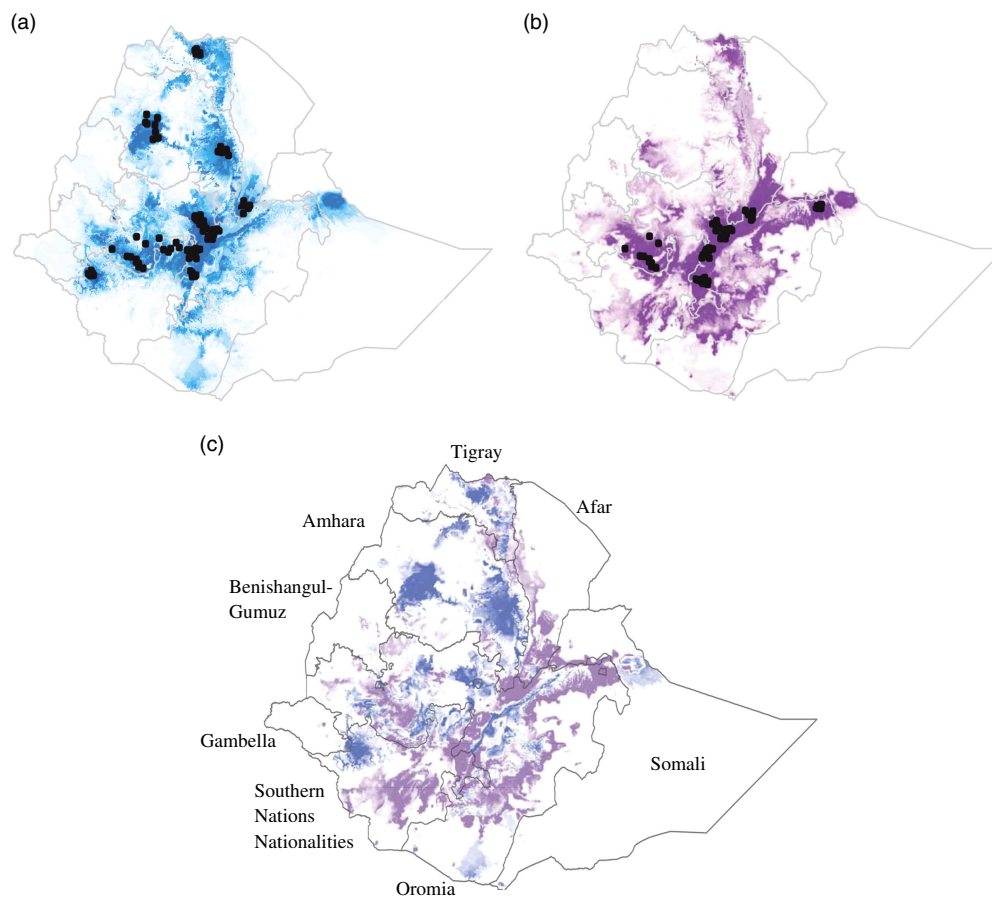 (a)
(b)
(c)
Tigray
Afar
Amhara
Benishangul-
Gumuz
Gambella
Somali
Southern
Nations
Nationalities
Oromia